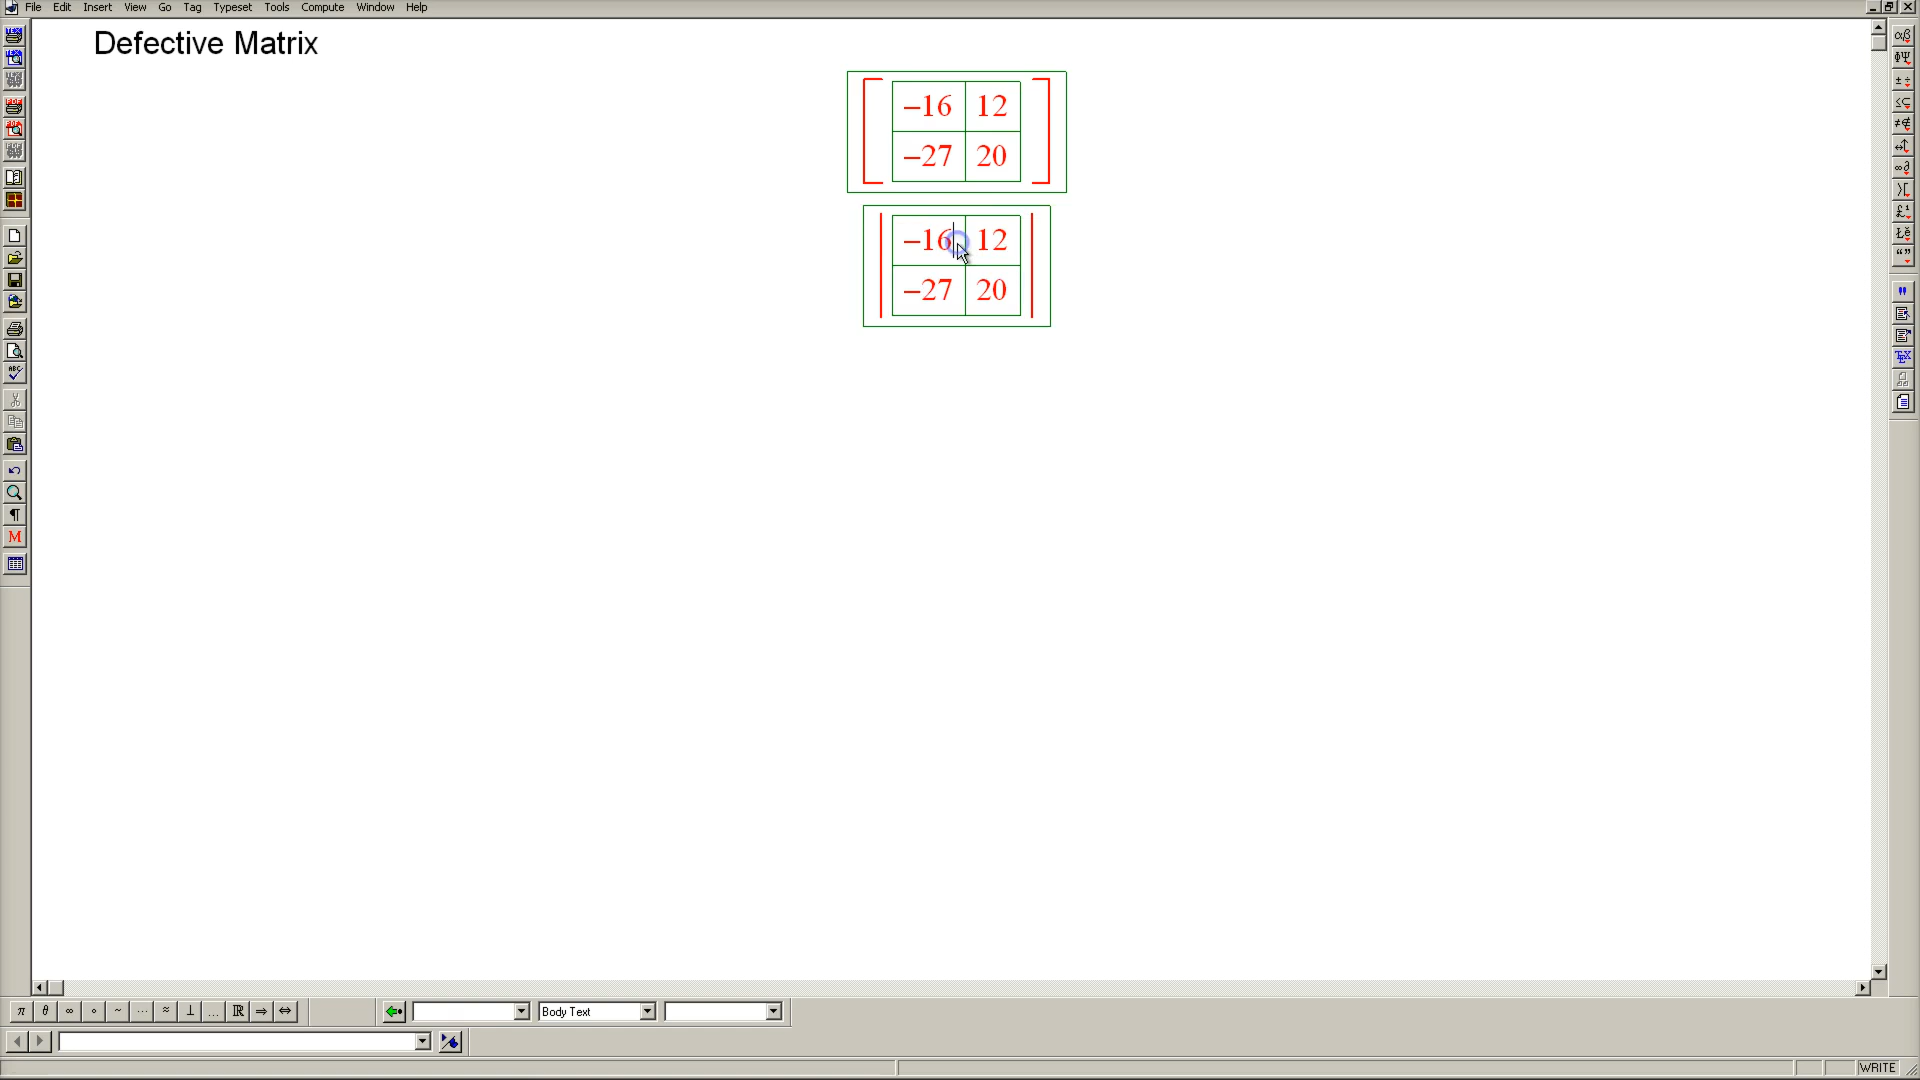 File Edit Insert View Go Tag Typeset Tools Compute Window Help
Defective Matrix
−16 12
−27 20
−16 12
−27 20
π θ ∞ ∘ ~ ⋯ ≈ ⊥ … ℝ ⇒ ⇔
Body Text
WRITE